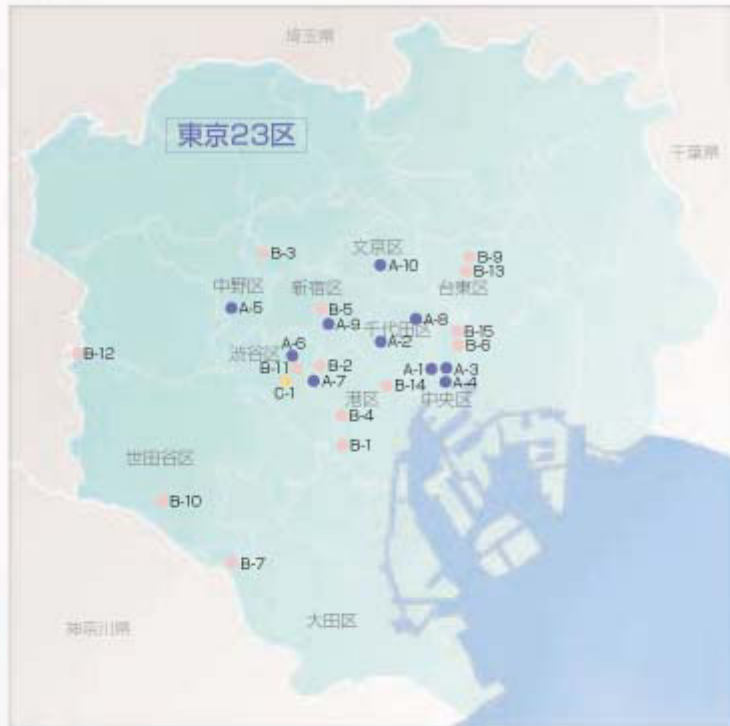 埼玉県
東京23区
千葉県
B-3
文京区
A-10
B-9
B-13
中野区
新宿区
台東区
A-5
B-5
A-9
A-8
千代田区
A-2
B-15
B-6
A-6
渋谷区
B-12
B-11
B-2
A-1
A-3
C-1
A-7
B-14
A-4
港区
中央区
B-4
B-1
世田谷区
B-10
B-7
大田区
神奈川県